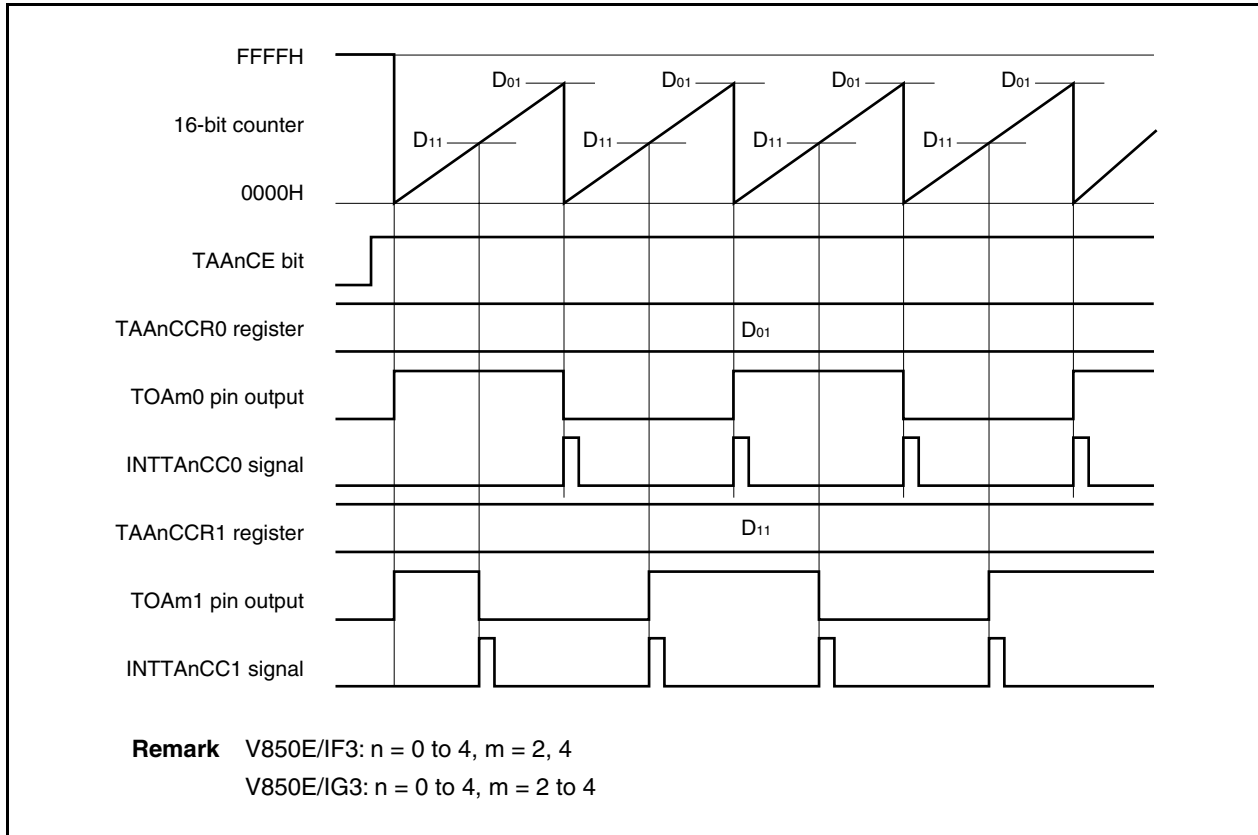 FFFFH
D01 D01 D01 D01
16-bit counter
D11 D11 D11 D11
0000H
TAAnCE bit
TAAnCCR0 register
D01
TOAm0 pin output
INTTAnCC0 signal
TAAnCCR1 register
D11
TOAm1 pin output
INTTAnCC1 signal
Remark V850E/IF3: n = 0 to 4, m = 2, 4
V850E/IG3: n = 0 to 4, m = 2 to 4